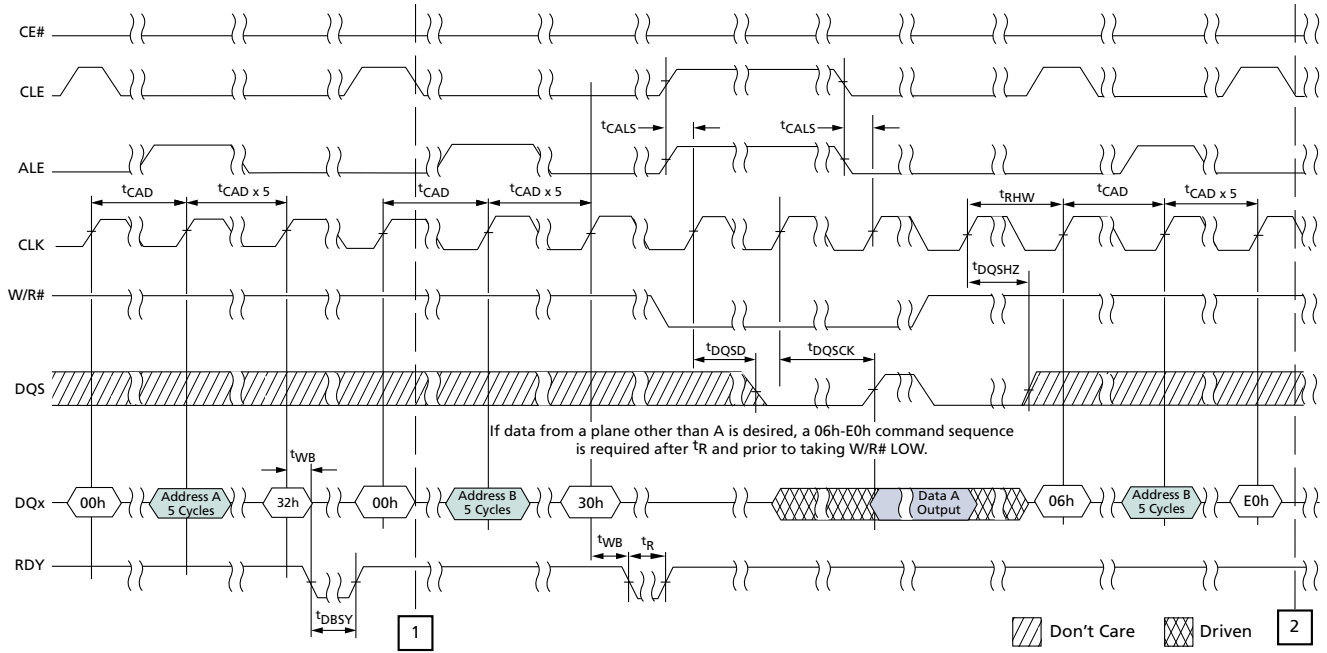 CE#
CLE
tCALS
tCALS
ALE
tCAD
tCAD x 5
tCAD
tCAD x 5
tRHW
tCAD
tCAD x 5
CLK
tDQSHZ
W/R#
tDQSD
tDQSCK
DQS
If data from a plane other than A is desired, a 06h-E0h command sequence
is required after tR and prior to taking W/R# LOW.
tWB
DQx
00h
Address A
5 Cycles
32h
00h
Address B
5 Cycles
30h
Data A
Output
06h
Address B
5 Cycles
E0h
tWB
tR
RDY
tDBSY
1
Don't Care
Driven
2